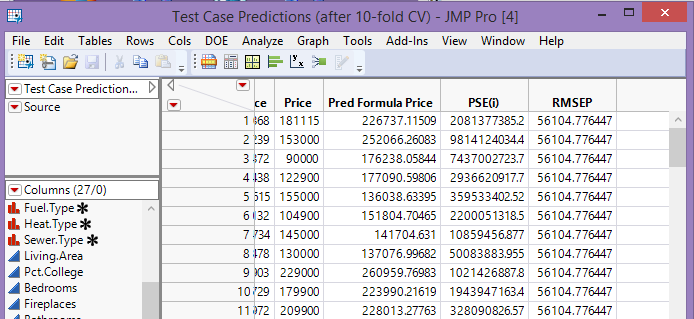 Test Case Predictions (after 10-fold CV) - JMP Pro [4]
File Edit Tables Rows Cols DOE Analyze Graph Tools Add-Ins View Window Help
Test Case Prediction...
Source
Columns (27/0)
Fuel.Type
Heat.Type
Sewer.Type
Living.Area
Pct.College
Bedrooms
Fireplaces
ce Price Pred Formula Price PSE(i) RMSEP
1 181115 226737.11509 2081377385.2 56104.776447
2 239 153000 252066.26083 9814124034.4 56104.776447
3 372 90000 176238.05844 7437002723.7 56104.776447
4 438 122900 177090.59806 2936620917.7 56104.776447
5 155000 136038.63395 359533402.52 56104.776447
6 032 104900 151804.70465 2200051318.5 56104.776447
7 734 145000 141704.631 10859456.877 56104.776447
8 478 130000 137076.99682 50083883.955 56104.776447
9 903 229000 260959.76983 1021426887.8 56104.776447
10 729 179900 223990.21619 1943947163.4 56104.776447
11 072 209900 228013.27763 328090826.57 56104.776447